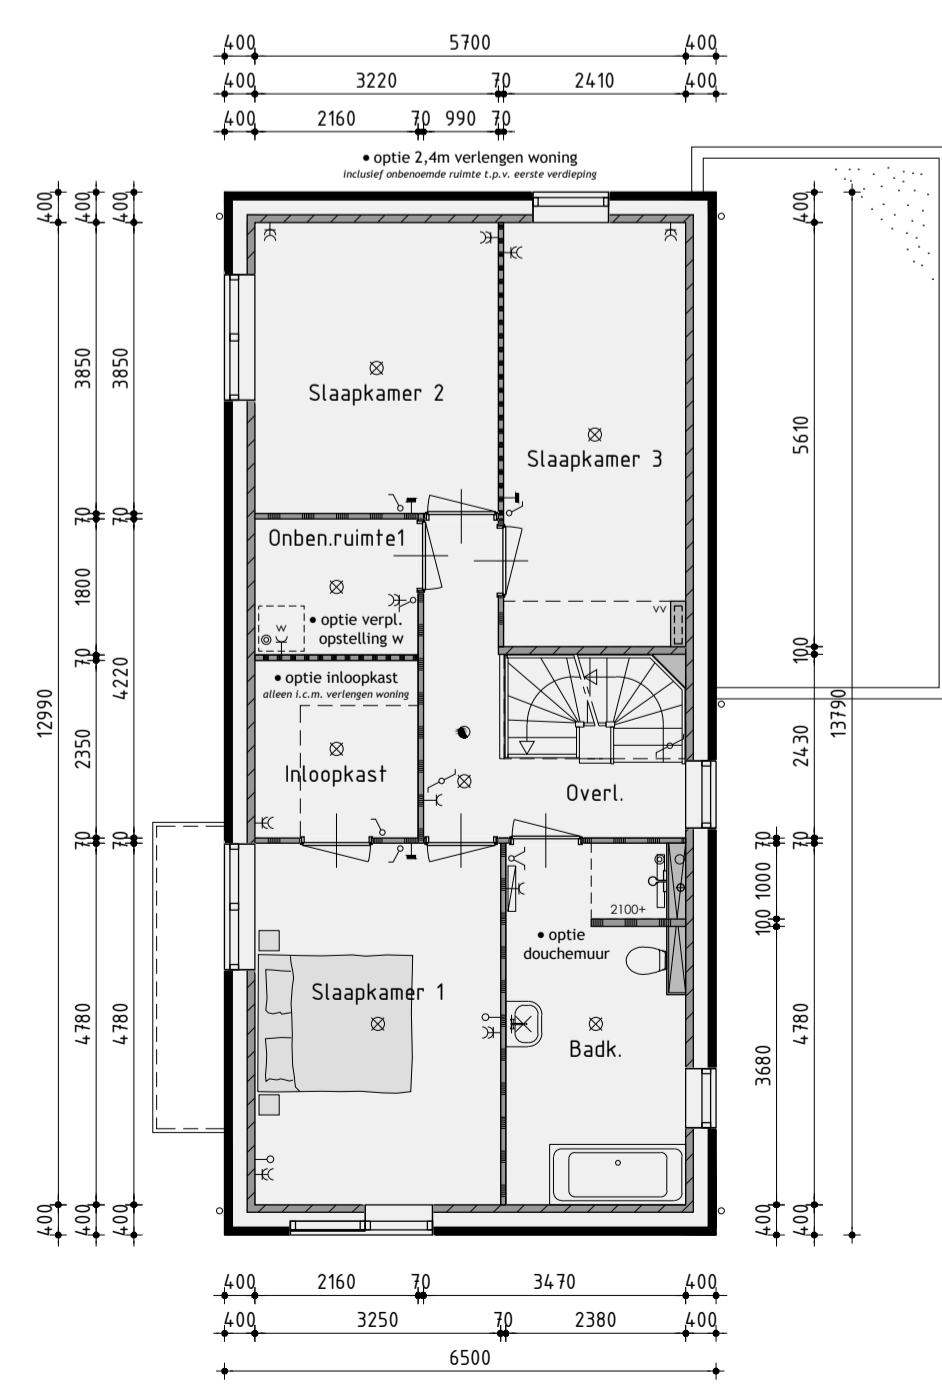 400 5700 400
400 3220 70 2410 400
400 2160 70 990 70
• optie 2,4m verlengen woning
inclusief onbenoemde ruimte t.p.v. eerste verdieping
400 400 400 400
3850 3850
Slaapkamer 2
5610
Slaapkamer 3
70 70
Onben.ruimte1
1800
vv
w
• optie verpl.
opstelling w
70 4220 100
• optie inloopkast
alleen i.c.m. verlengen woning
12990 13790
2350 2430
Inloopkast
Overl.
70 70 70 70
1000
2100+
100
• optie
douchemuur
Slaapkamer 1
4780 4780 4780
Badk.
3680
400 400 400 400 400
400 2160 70 3470 400
400 3250 70 2380 400
6500